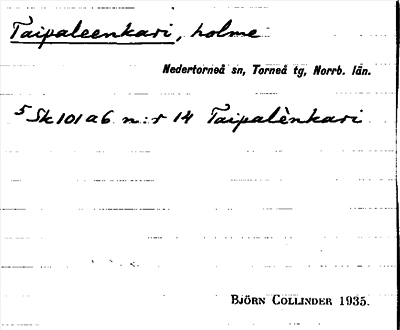 Taipaleenkari, holme
Nedertorneå sn, Torneå tg, Norrb. län.
5 Sk 101 a 6 n:r 14 Taipalènkari
BJÖRN COLLINDER 1935.